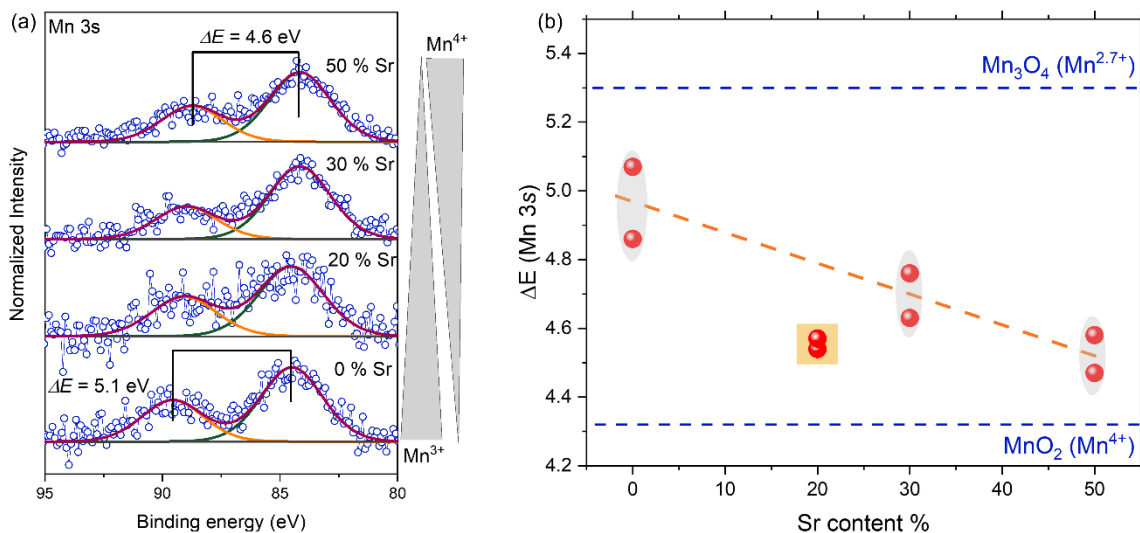 (a)
Mn 3s
ΔE = 4.6 eV
Mn⁴⁺
50 % Sr
30 % Sr
20 % Sr
0 % Sr
ΔE = 5.1 eV
Mn³⁺
Normalized Intensity
95 90 85 80
Binding energy (eV)
(b)
5.4
5.2
5.0
4.8
4.6
4.4
4.2
ΔE (Mn 3s)
Mn₃O₄ (Mn²·⁷⁺)
MnO₂ (Mn⁴⁺)
0 10 20 30 40 50
Sr content %